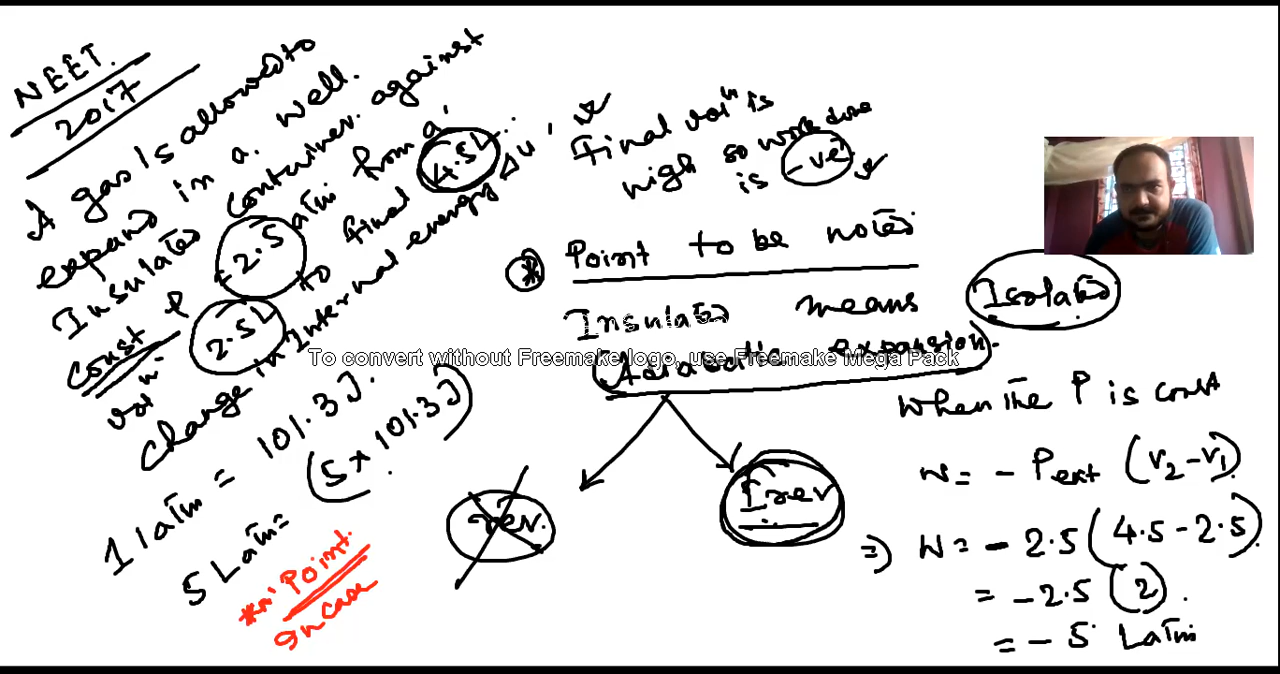 NEET.
2017
A gas is allowed to
expand in a well.
Insulated container against
Const P -2.5 atm from a
vol n. 2.5L to final 4.5L..
Change in Internal energy ΔU,
1 Latm = 101.3 J.
5 Latm = (5 × 101.3 J)
*n' Point.
In case
Final vol n is
high so work done
is -ve
* Point to be noted
Insulated means Isolated
Adiabatic expansion.
To convert without Freemake logo, use Freemake Mega Pack
rev. Irev
When the P is const
W = - Pext (V2-V1)
=) W = - 2.5 (4.5 - 2.5)
= -2.5 (2).
= - 5 Latm